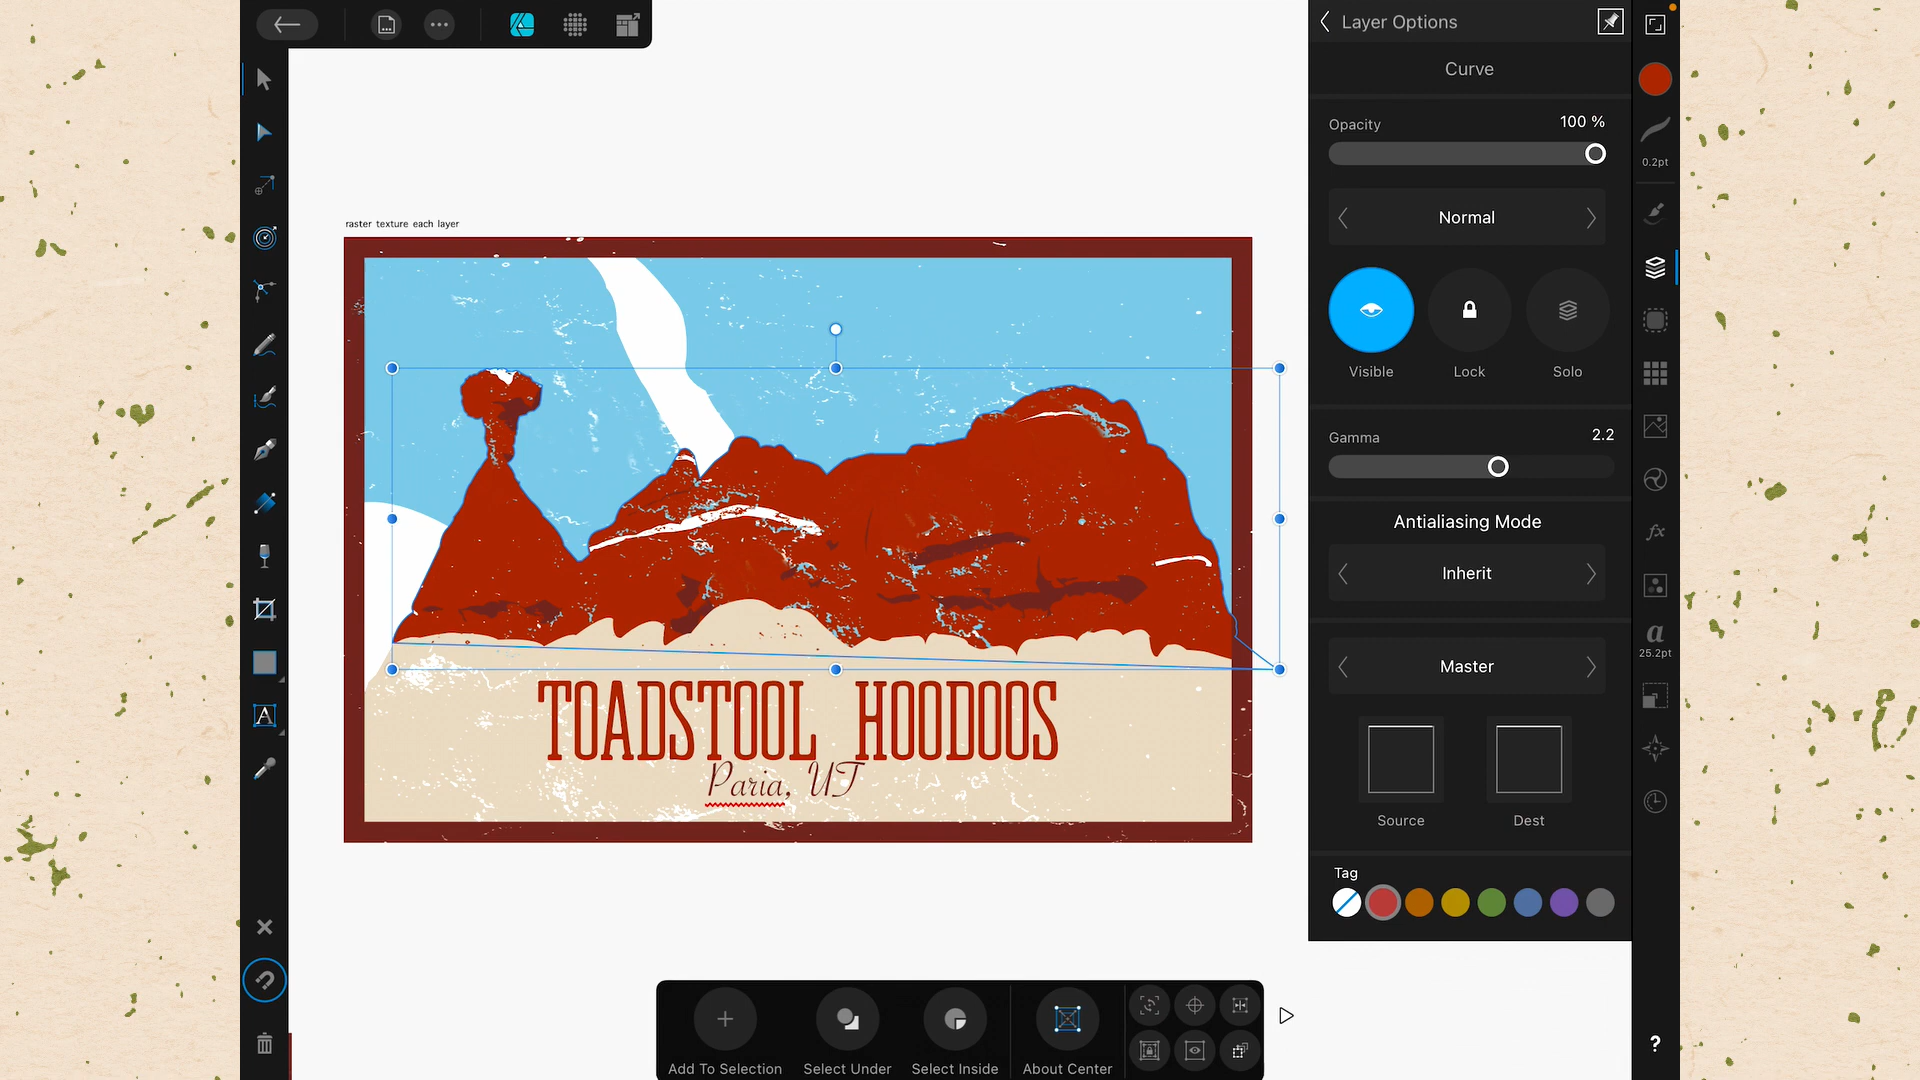 Layer Options
Curve
Opacity
100 %
0.2pt
Normal
raster texture each layer
Visible
Lock
Solo
Gamma
2.2
fx
Antialiasing Mode
Inherit
a
25.2pt
Master
TOADSTOOL HOODOOS
A
Paria, UT
Source
Dest
Tag
Add To Selection
Select Under
Select Inside
About Center
?